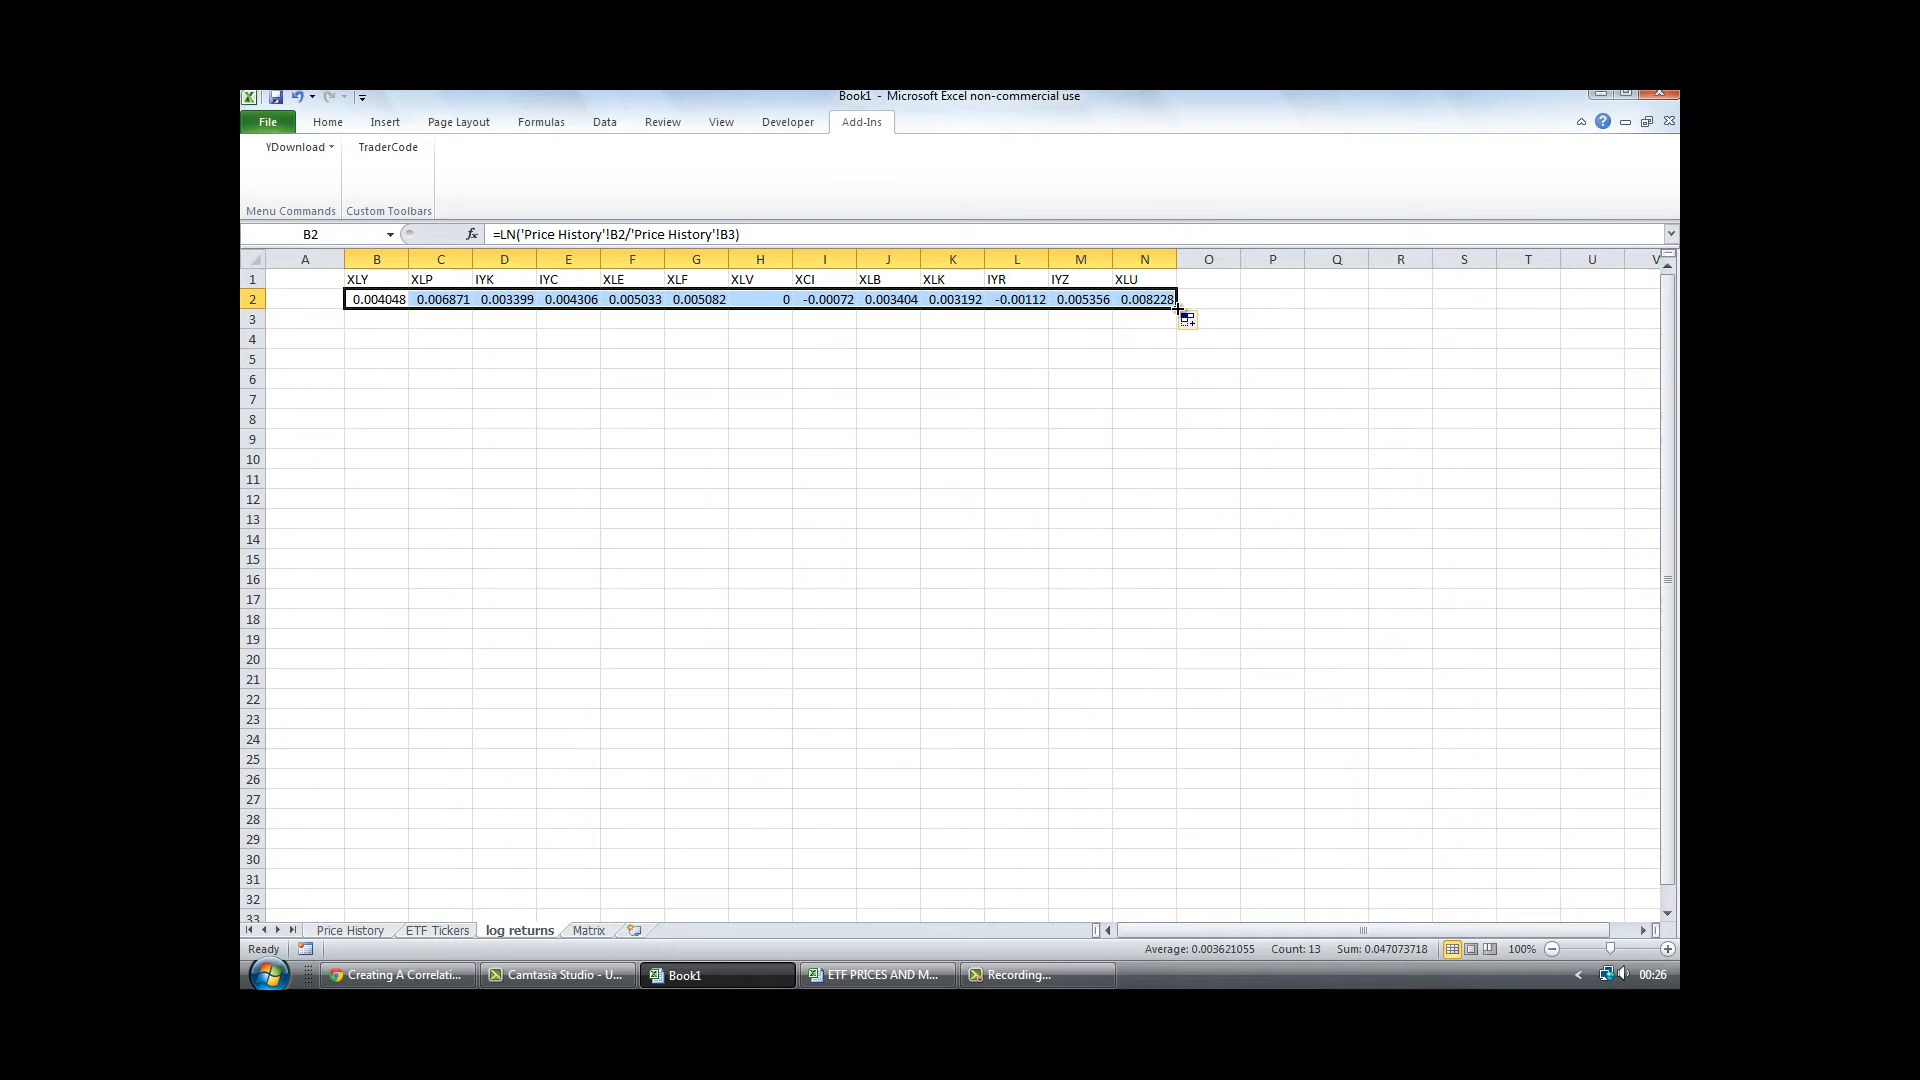 Book1 - Microsoft Excel non-commercial use
File Home Insert Page Layout Formulas Data Review View Developer Add-Ins
YDownload TraderCode
Menu Commands Custom Toolbars
B2 fx =LN('Price History'!B2/'Price History'!B3)
A B C D E F G H I J K L M N O P Q R S T U V
1 XLY XLP IYK IYC XLE XLF XLV XCI XLB XLK IYR IYZ XLU
2 0.004048 0.006871 0.003399 0.004306 0.005033 0.005082 0 -0.00072 0.003404 0.003192 -0.00112 0.005356 0.008228
3
4
5
6
7
8
9
10
11
12
13
14
15
16
17
18
19
20
21
22
23
24
25
26
27
28
29
30
31
32
33
Price History ETF Tickers log returns Matrix
Ready Average: 0.003621055 Count: 13 Sum: 0.047073718 100%
Creating A Correlati... Camtasia Studio - U... Book1 ETF PRICES AND M... Recording... 00:26